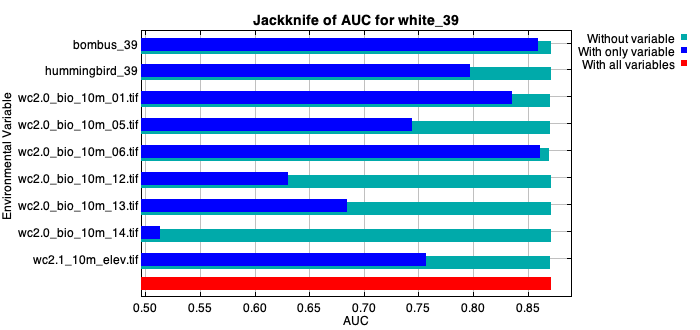 Jackknife of AUC for white_39
Without variable
With only variable
With all variables
Environmental Variable
bombus_39
hummingbird_39
wc2.0_bio_10m_01.tif
wc2.0_bio_10m_05.tif
wc2.0_bio_10m_06.tif
wc2.0_bio_10m_12.tif
wc2.0_bio_10m_13.tif
wc2.0_bio_10m_14.tif
wc2.1_10m_elev.tif
0.50 0.55 0.60 0.65 0.70 0.75 0.80 0.85
AUC